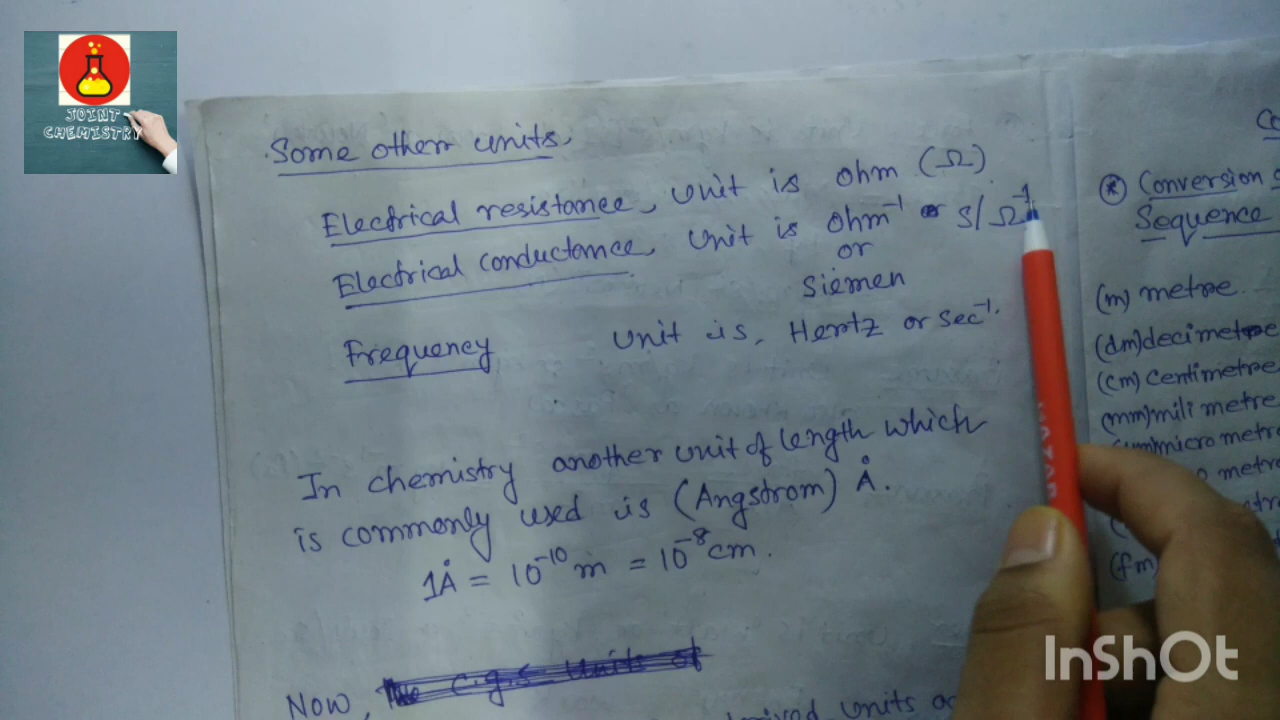 JOINT
CHEMISTRY
Some other units,
Electrical resistance, unit is ohm (Ω)
Electrical conductance, unit is ohm⁻¹ or S/Ω⁻¹
or
Siemen
Frequency unit is, Hertz or sec⁻¹.
In chemistry another unit of length which
is commonly used is (Angstrom) Å.
1Å = 10⁻¹⁰ m = 10⁻⁸ cm.
Now, The c.g.s units of
units
(*) Conversion
Sequence
(m) metre
(dm) decimetre
(cm) centimetre
(mm) mili metre
micro metre
(fm)
InShOt